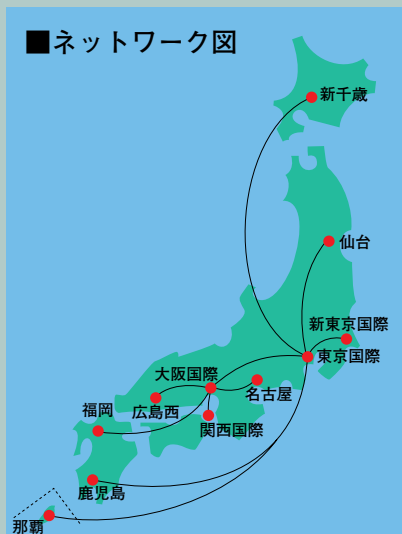 ■ネットワーク図
新千歳
仙台
新東京国際
東京国際
大阪国際
名古屋
広島西
福岡
関西国際
鹿児島
那覇